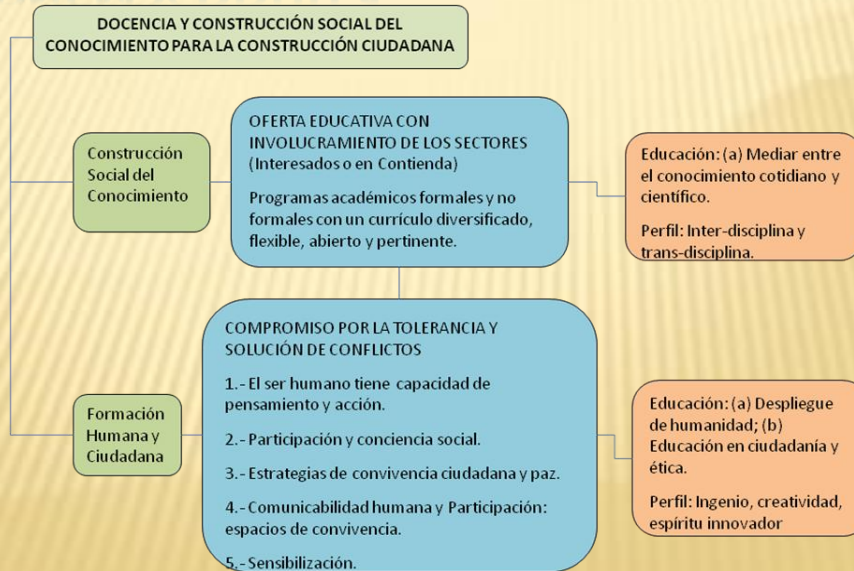 DOCENCIA Y CONSTRUCCIÓN SOCIAL DEL
CONOCIMIENTO PARA LA CONSTRUCCIÓN CIUDADANA
Construcción
Social del
Conocimiento
OFERTA EDUCATIVA CON
INVOLUCRAMIENTO DE LOS SECTORES
(Interesados o en Contienda)
Programas académicos formales y no
formales con un currículo diversificado,
flexible, abierto y pertinente.
Educación: (a) Mediar entre
el conocimiento cotidiano y
científico.
Perfil: Inter-disciplina y
trans-disciplina.
Formación
Humana y
Ciudadana
COMPROMISO POR LA TOLERANCIA Y
SOLUCIÓN DE CONFLICTOS
1.- El ser humano tiene capacidad de
pensamiento y acción.
2.- Participación y conciencia social.
3.- Estrategias de convivencia ciudadana y paz.
4.- Comunicabilidad humana y Participación:
espacios de convivencia.
5.- Sensibilización.
Educación: (a) Despliegue
de humanidad; (b)
Educación en ciudadanía y
ética.
Perfil: Ingenio, creatividad,
espíritu innovador